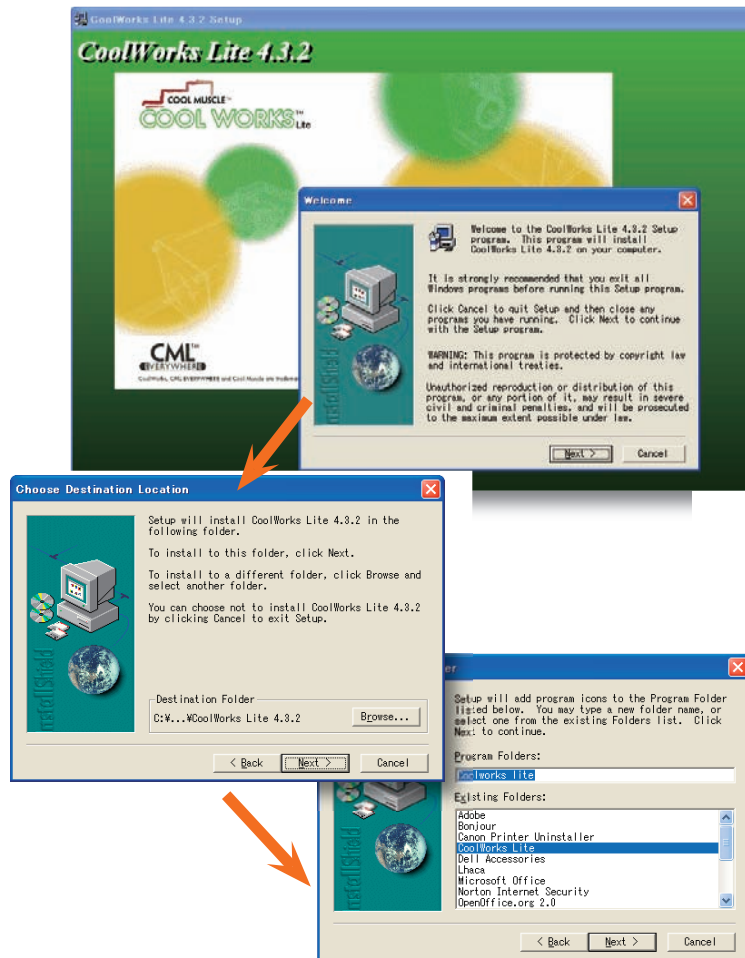 CoolWorks Lite 4.3.2 Setup
CoolWorks Lite 4.3.2
COOL MUSCLE™
COOL WORKS™ Lite
CML™
EVERYWHERE
CoolWorks, CML EVERYWHERE and Cool Muscle are trademark
Welcome
Welcome to the CoolWorks Lite 4.3.2 Setup
program. This program will install
CoolWorks Lite 4.3.2 on your computer.
It is strongly recommended that you exit all
Windows programs before running this Setup program.
Click Cancel to quit Setup and then close any
programs you have running. Click Next to continue
with the Setup program.
WARNING: This program is protected by copyright law
and international treaties.
Unauthorized reproduction or distribution of this
program, or any portion of it, may result in severe
civil and criminal penalties, and will be prosecuted
to the maximum extent possible under law.
InstallShield
Next >
Cancel
Choose Destination Location
Setup will install CoolWorks Lite 4.3.2 in the
following folder.
To install to this folder, click Next.
To install to a different folder, click Browse and
select another folder.
You can choose not to install CoolWorks Lite 4.3.2
by clicking Cancel to exit Setup.
InstallShield
Destination Folder
C:¥...¥CoolWorks Lite 4.3.2
Browse...
< Back
Next >
Cancel
er
Setup will add program icons to the Program Folder
listed below. You may type a new folder name, or
select one from the existing Folders list. Click
Next to continue.
Program Folders:
Coolworks lite
Existing Folders:
Adobe
Bonjour
Canon Printer Uninstaller
CoolWorks Lite
Dell Accessories
Lhaca
Microsoft Office
Norton Internet Security
OpenOffice.org 2.0
InstallShield
< Back
Next >
Cancel